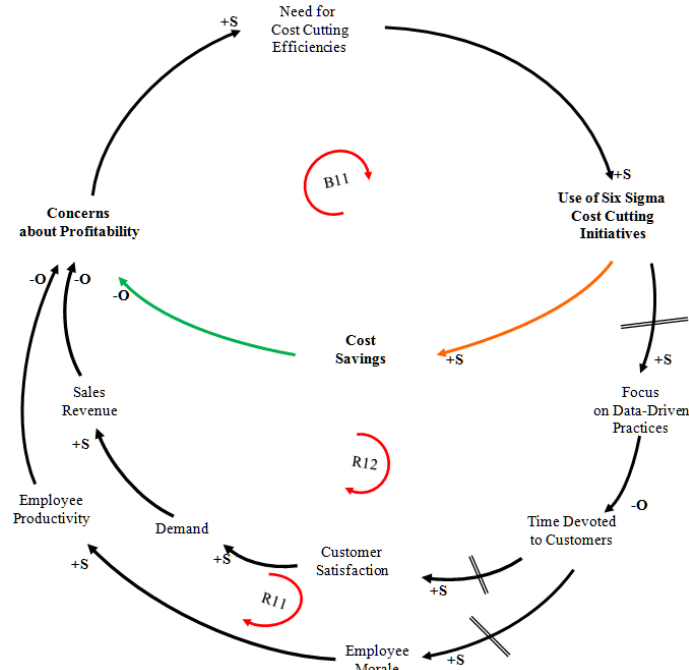 Need for
Cost Cutting
Efficiencies
+S
+S
B11
Use of Six Sigma
Cost Cutting
Initiatives
Concerns
about Profitability
-O
-O
-O
Cost
Savings
+S
+S
Focus
on Data-Driven
Practices
Sales
Revenue
+S
R12
-O
Employee
Productivity
Demand
Time Devoted
to Customers
Customer
Satisfaction
+S
+S
+S
R11
Employee
Morale
+S